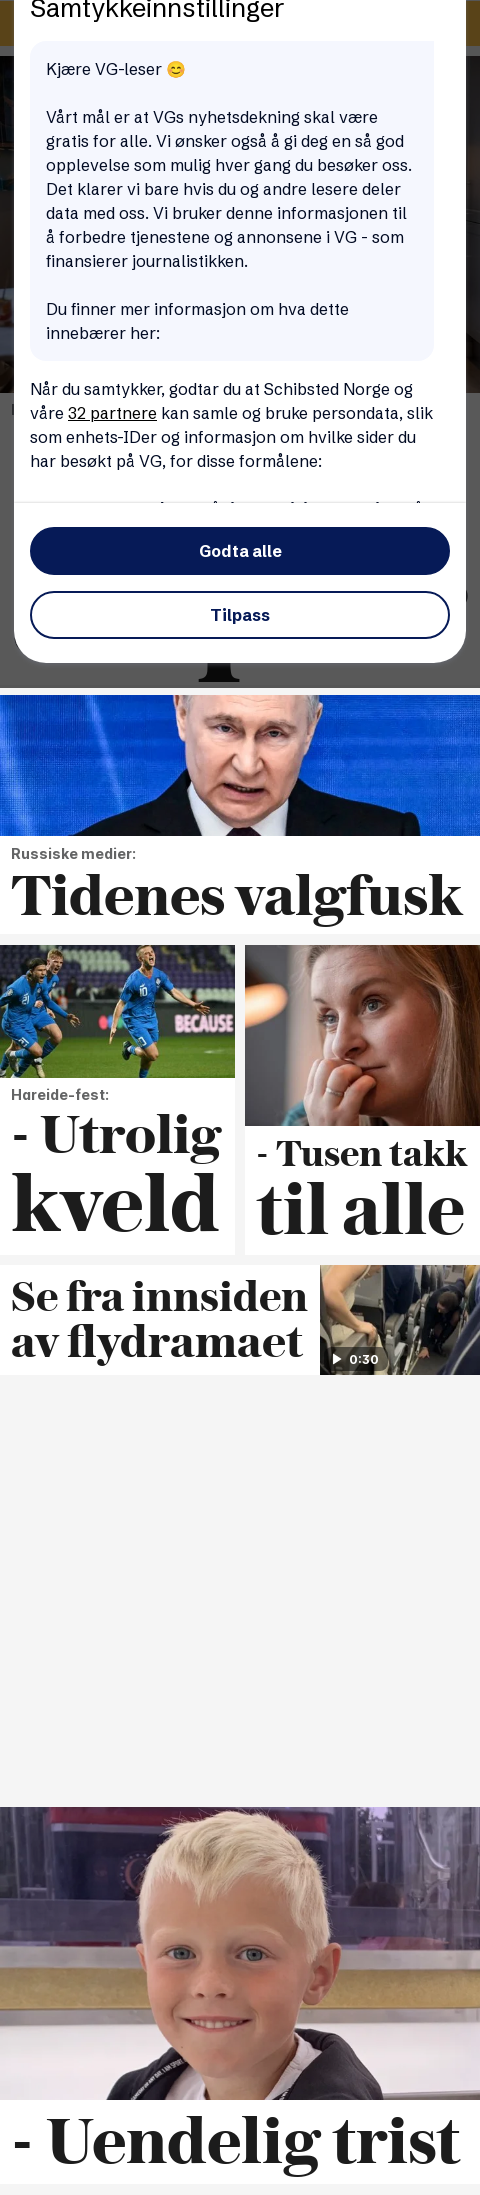 Samtykkeinnstillinger
Kjære VG-leser 😊
Vårt mål er at VGs nyhetsdekning skal være
gratis for alle. Vi ønsker også å gi deg en så god
opplevelse som mulig hver gang du besøker oss.
Det klarer vi bare hvis du og andre lesere deler
data med oss. Vi bruker denne informasjonen til
å forbedre tjenestene og annonsene i VG - som
finansierer journalistikken.
Du finner mer informasjon om hva dette
innebærer her:
Når du samtykker, godtar du at Schibsted Norge og
våre 32 partnere kan samle og bruke persondata, slik
som enhets-IDer og informasjon om hvilke sider du
har besøkt på VG, for disse formålene:
Godta alle
Tilpass
Russiske medier:
Tidenes valgfusk
BECAUSE
Hareide-fest:
- Utrolig
kveld
- Tusen takk
til alle
Se fra innsiden
av flydramaet
0:30
- Uendelig trist